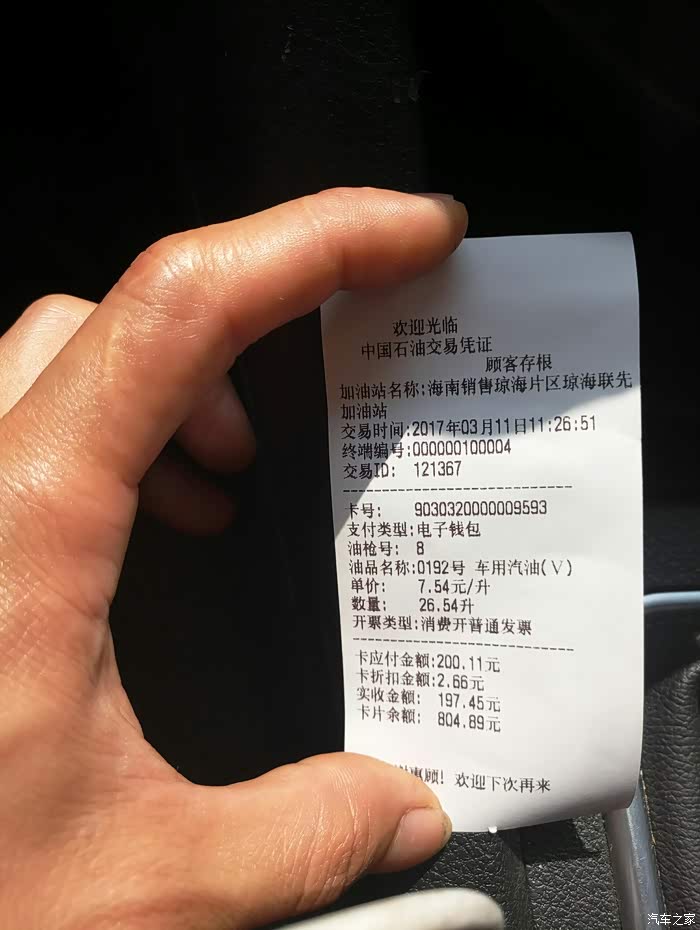 欢迎光临
中国石油交易凭证
顾客存根
加油站名称:海南销售琼海片区琼海联先
加油站
交易时间:2017年03月11日11:26:51
终端编号:000000100004
交易ID: 121367
卡号: 9030320000009593
支付类型:电子钱包
油枪号: 8
油品名称:0192号 车用汽油(Ⅴ)
单价: 7.54元/升
数量: 26.54升
开票类型:消费开普通发票
卡应付金额:200.11元
卡折扣金额:2.66元
实收金额: 197.45元
卡片余额: 804.89元
惠顾! 欢迎下次再来
汽车之家